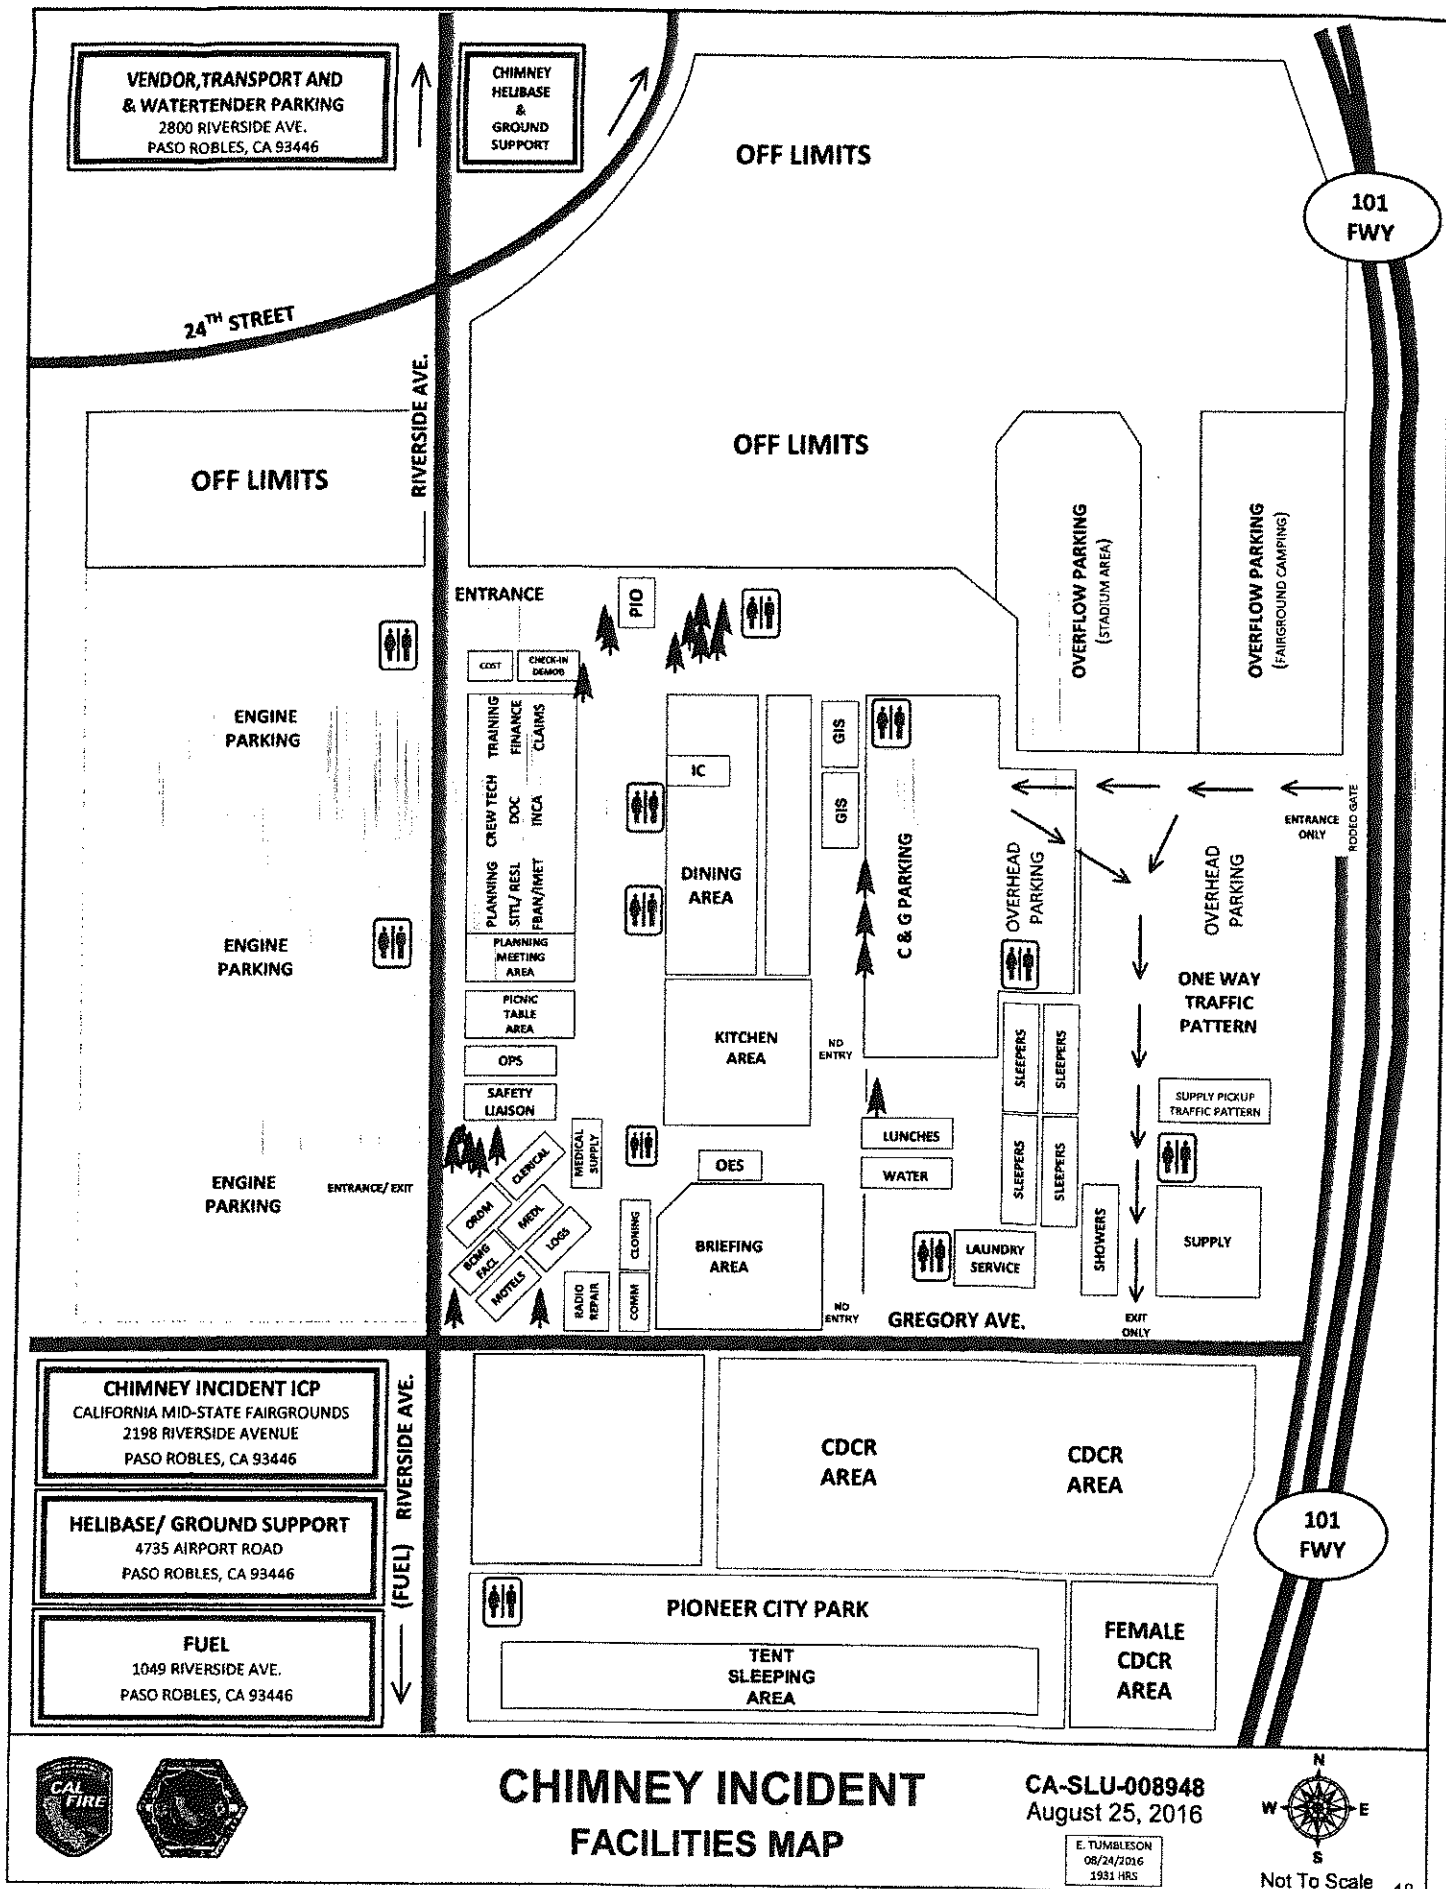 VENDOR,TRANSPORT AND
& WATERTENDER PARKING
2800 RIVERSIDE AVE.
PASO ROBLES, CA 93446
CHIMNEY
HELIBASE
&
GROUND
SUPPORT
OFF LIMITS
101
FWY
24TH STREET
RIVERSIDE AVE.
OFF LIMITS
OFF LIMITS
OVERFLOW PARKING
(STADIUM AREA)
OVERFLOW PARKING
(FAIRGROUND CAMPING)
ENTRANCE
PIO
COST
CHECK-IN
DEMOB
ENGINE
PARKING
TRAINING
FINANCE
CLAIMS
CREW TECH
DOC
INCA
PLANNING
SITL/ RESL
FBAN/IMET
PLANNING
MEETING
AREA
IC
DINING
AREA
GIS
GIS
C & G PARKING
OVERHEAD
PARKING
ENTRANCE
ONLY
RODEO GATE
OVERHEAD
PARKING
ENGINE
PARKING
ONE WAY
TRAFFIC
PATTERN
PICNIC
TABLE
AREA
OPS
SAFETY
LIAISON
KITCHEN
AREA
NO
ENTRY
SLEEPERS
SLEEPERS
SUPPLY PICKUP
TRAFFIC PATTERN
LUNCHES
WATER
SLEEPERS
SLEEPERS
ENGINE
PARKING
ENTRANCE/ EXIT
MEDICAL
SUPPLY
CLERICAL
ORDM
MEDL
LOGS
BCMG
FACL
MOTELS
OES
CLONING
COMM
RADIO
REPAIR
BRIEFING
AREA
LAUNDRY
SERVICE
SHOWERS
SUPPLY
NO
ENTRY
GREGORY AVE.
EXIT
ONLY
CHIMNEY INCIDENT ICP
CALIFORNIA MID-STATE FAIRGROUNDS
2198 RIVERSIDE AVENUE
PASO ROBLES, CA 93446
HELIBASE/ GROUND SUPPORT
4735 AIRPORT ROAD
PASO ROBLES, CA 93446
FUEL
1049 RIVERSIDE AVE.
PASO ROBLES, CA 93446
(FUEL) RIVERSIDE AVE.
CDCR
AREA
CDCR
AREA
101
FWY
PIONEER CITY PARK
TENT
SLEEPING
AREA
FEMALE
CDCR
AREA
CAL
FIRE
CHIMNEY INCIDENT
FACILITIES MAP
CA-SLU-008948
August 25, 2016
E. TUMBLESON
08/24/2016
1931 HRS
N
W E
S
Not To Scale